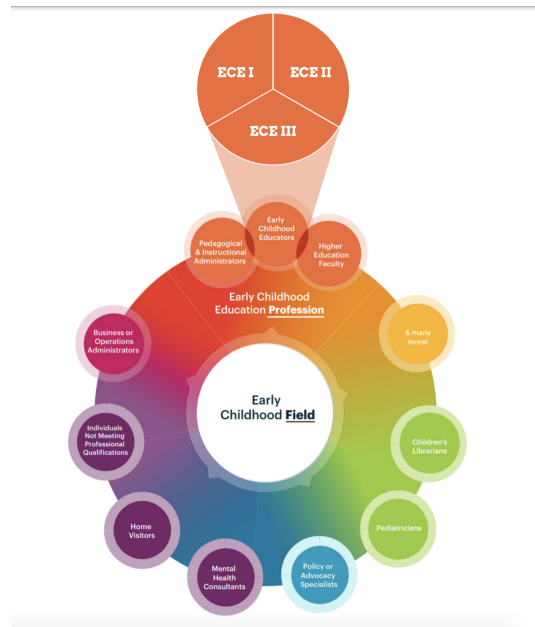 ECE I
ECE II
ECE III
Early
Childhood
Educators
Pedagogical
& Instructional
Administrators
Higher
Education
Faculty
Early Childhood
Education Profession
Business or
Operations
Administrators
& many
more!
Early
Childhood Field
Individuals
Not Meeting
Professional
Qualifications
Children's
Librarians
Home
Visitors
Pediatricians
Mental
Health
Consultants
Policy or
Advocacy
Specialists